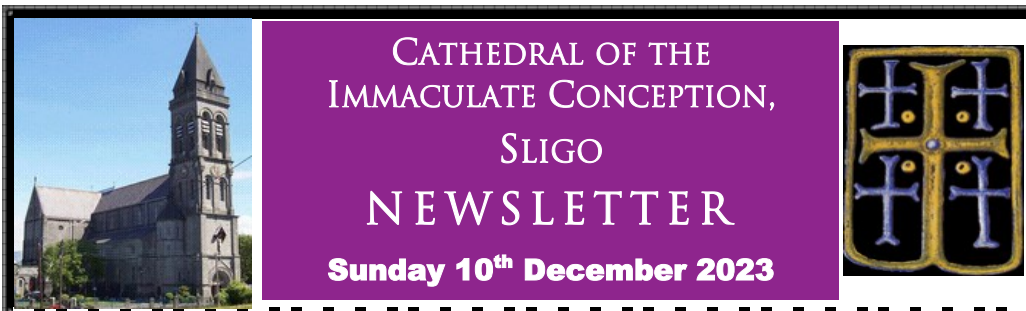 CATHEDRAL OF THE
IMMACULATE CONCEPTION,
SLIGO
NEWSLETTER
Sunday 10th December 2023